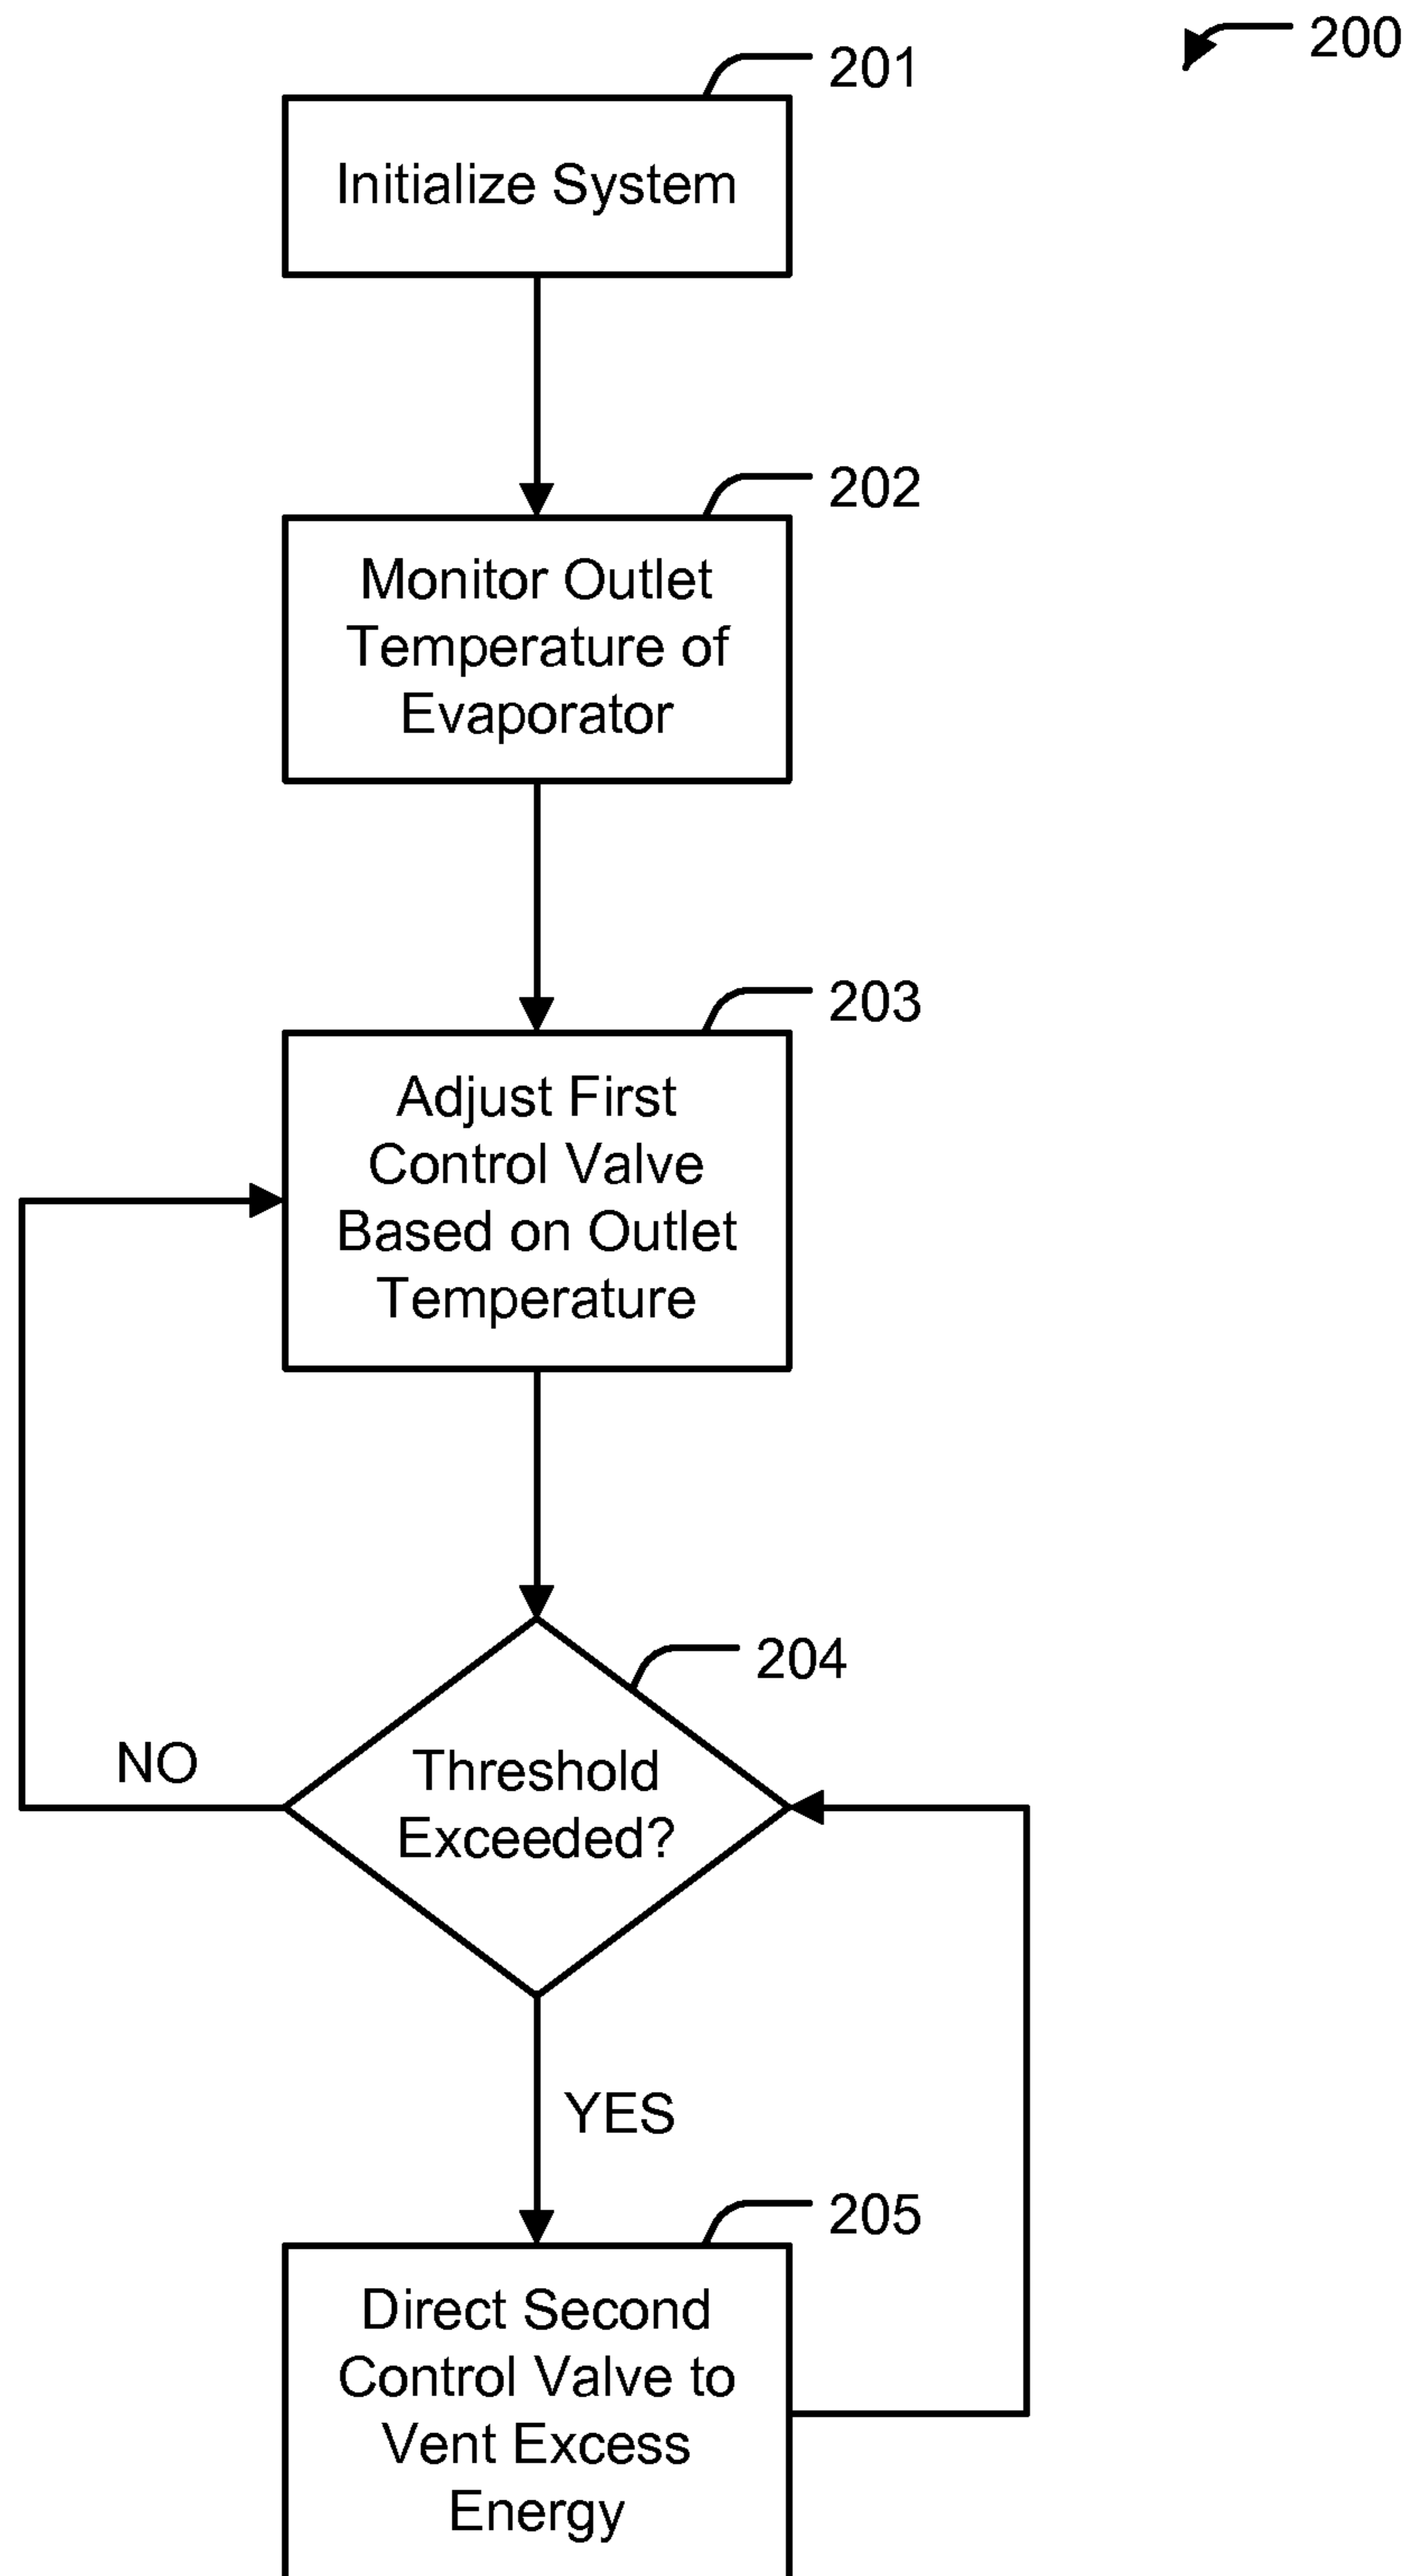 200
201
Initialize System
202
Monitor Outlet
Temperature of
Evaporator
203
Adjust First
Control Valve
Based on Outlet
Temperature
204
Threshold
Exceeded?
NO
YES
205
Direct Second
Control Valve to
Vent Excess
Energy